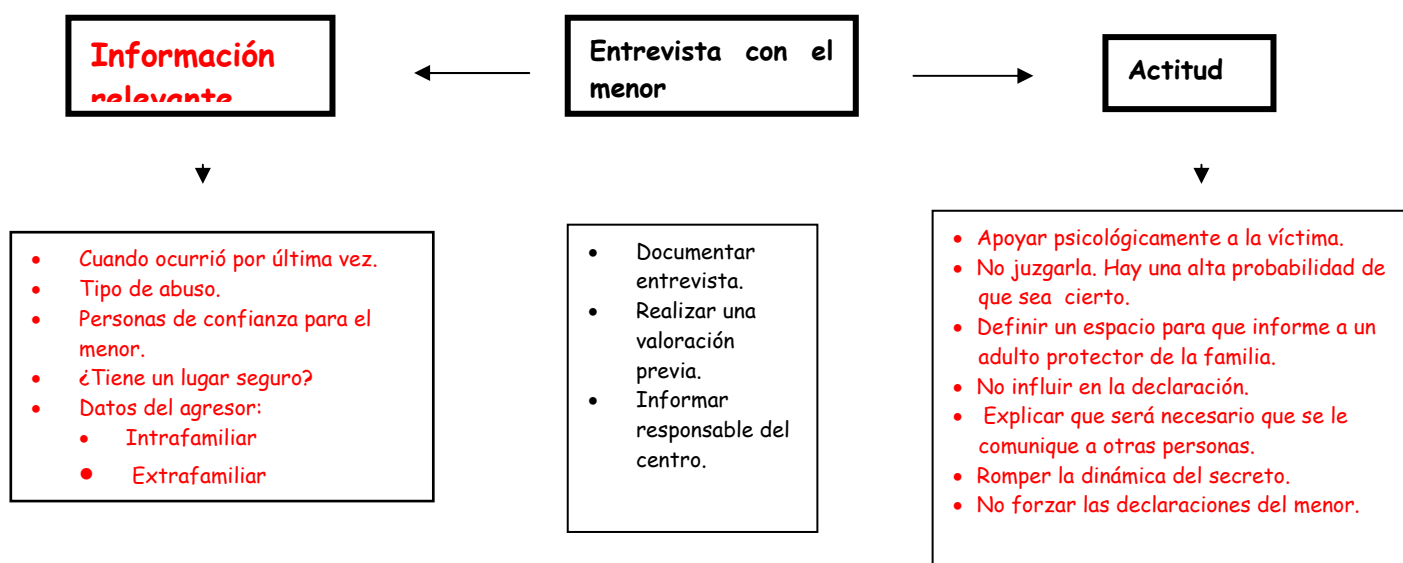 Información
relevante
Entrevista con el
menor
Actitud
• Cuando ocurrió por última vez.
• Tipo de abuso.
• Personas de confianza para el
menor.
• ¿Tiene un lugar seguro?
• Datos del agresor:
• Intrafamiliar
• Extrafamiliar
• Documentar
entrevista.
• Realizar una
valoración
previa.
• Informar
responsable del
centro.
• Apoyar psicológicamente a la víctima.
• No juzgarla. Hay una alta probabilidad de
que sea cierto.
• Definir un espacio para que informe a un
adulto protector de la familia.
• No influir en la declaración.
• Explicar que será necesario que se le
comunique a otras personas.
• Romper la dinámica del secreto.
• No forzar las declaraciones del menor.